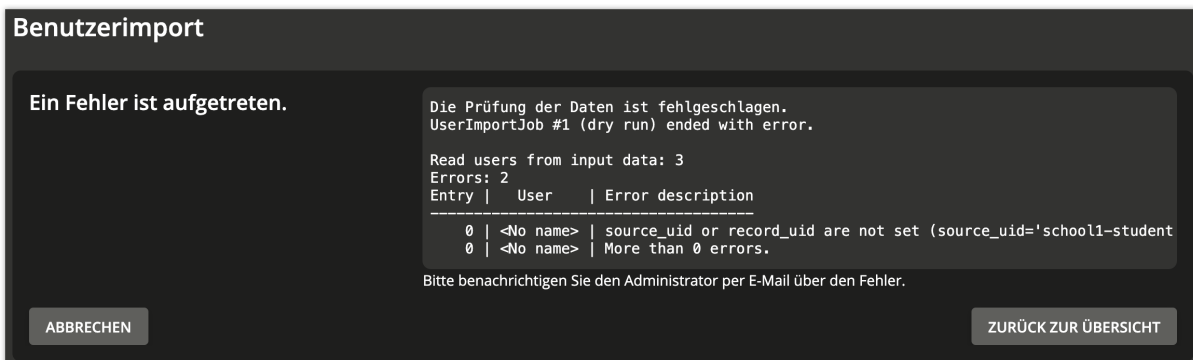 Benutzerimport
Ein Fehler ist aufgetreten.
Die Prüfung der Daten ist fehlgeschlagen.
UserImportJob #1 (dry run) ended with error.
Read users from input data: 3
Errors: 2
Entry |   User    | Error description
-------------------------------------
    0 | <No name> | source_uid or record_uid are not set (source_uid='school1-student
    0 | <No name> | More than 0 errors.
Bitte benachrichtigen Sie den Administrator per E-Mail über den Fehler.
ABBRECHEN
ZURÜCK ZUR ÜBERSICHT